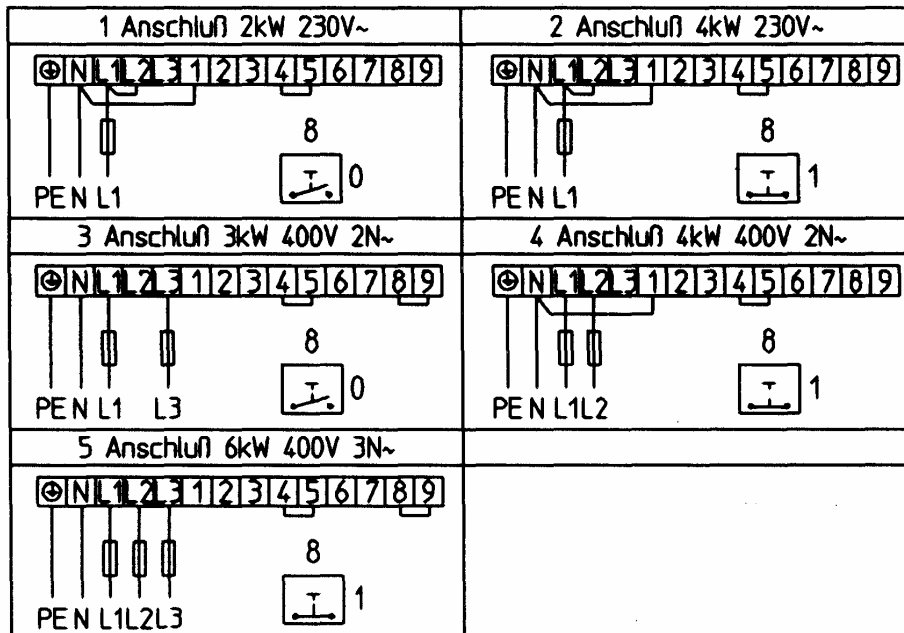 1 Anschluß 2kW 230V~
N L1 L2 L3 1 2 3 4 5 6 7 8 9
8
0
PE N L1
2 Anschluß 4kW 230V~
N L1 L2 L3 1 2 3 4 5 6 7 8 9
8
1
PE N L1
3 Anschluß 3kW 400V 2N~
N L1 L2 L3 1 2 3 4 5 6 7 8 9
8
0
PE N L1 L3
4 Anschluß 4kW 400V 2N~
N L1 L2 L3 1 2 3 4 5 6 7 8 9
8
1
PE N L1 L2
5 Anschluß 6kW 400V 3N~
N L1 L2 L3 1 2 3 4 5 6 7 8 9
8
1
PE N L1 L2 L3